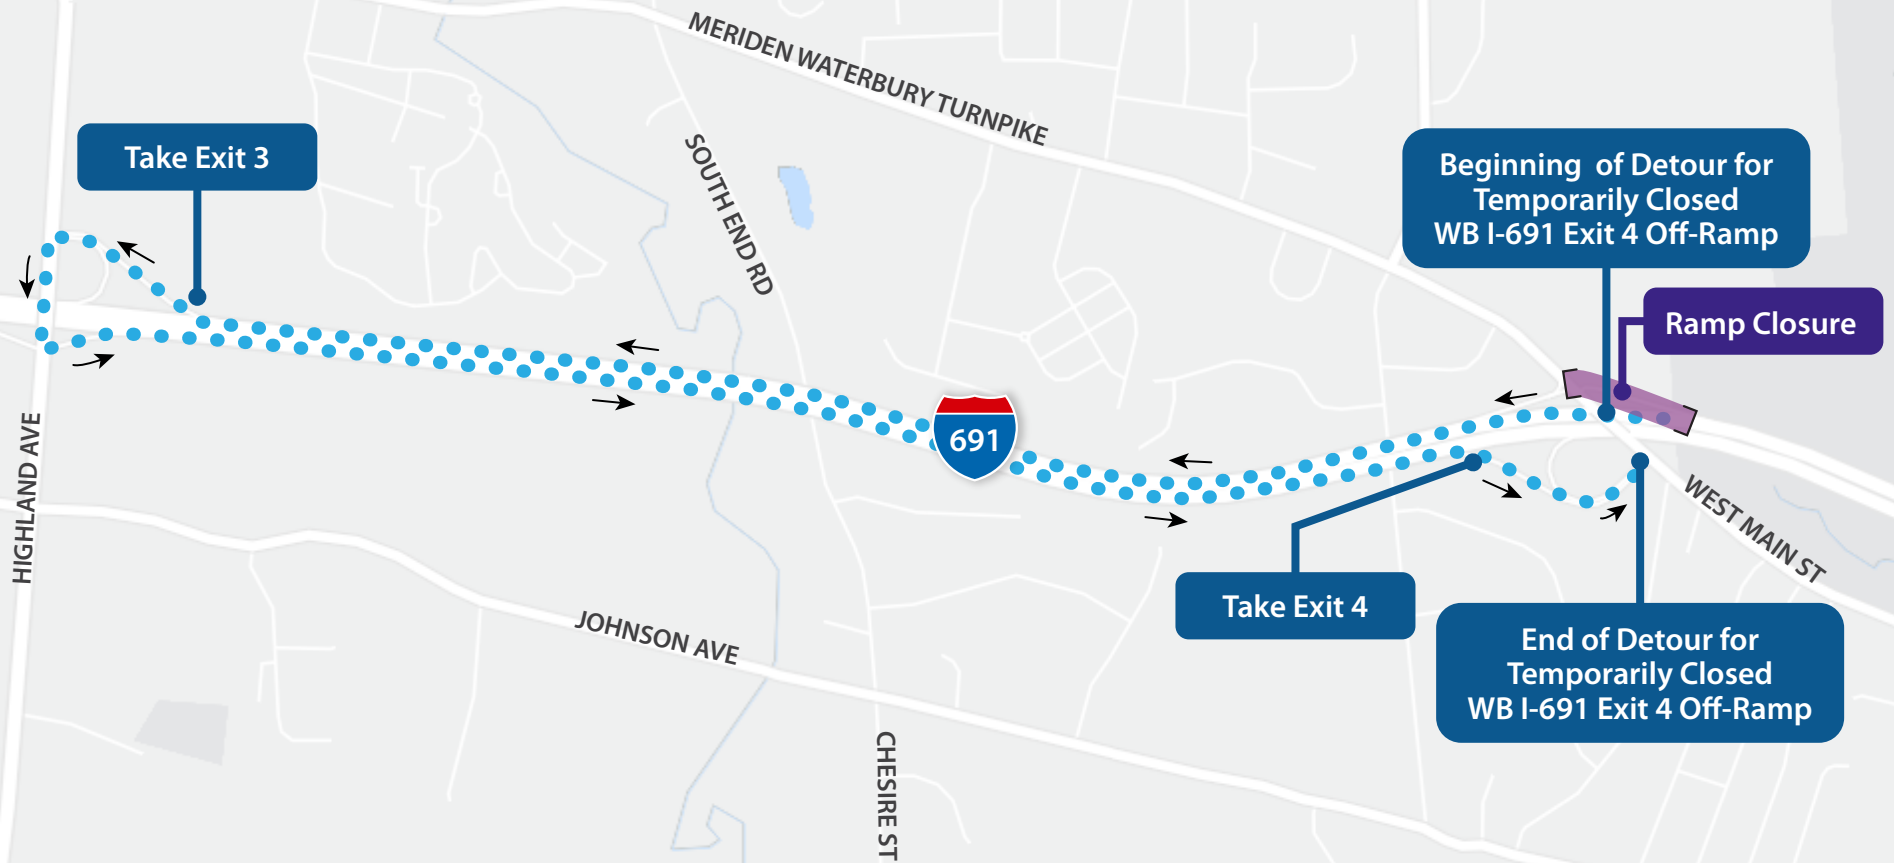 MERIDEN WATERBURY TURNPIKE
Take Exit 3
SOUTH END RD
Beginning of Detour for
Temporarily Closed
WB I-691 Exit 4 Off-Ramp
Ramp Closure
691
HIGHLAND AVE
WEST MAIN ST
Take Exit 4
JOHNSON AVE
End of Detour for
Temporarily Closed
WB I-691 Exit 4 Off-Ramp
CHESIRE ST